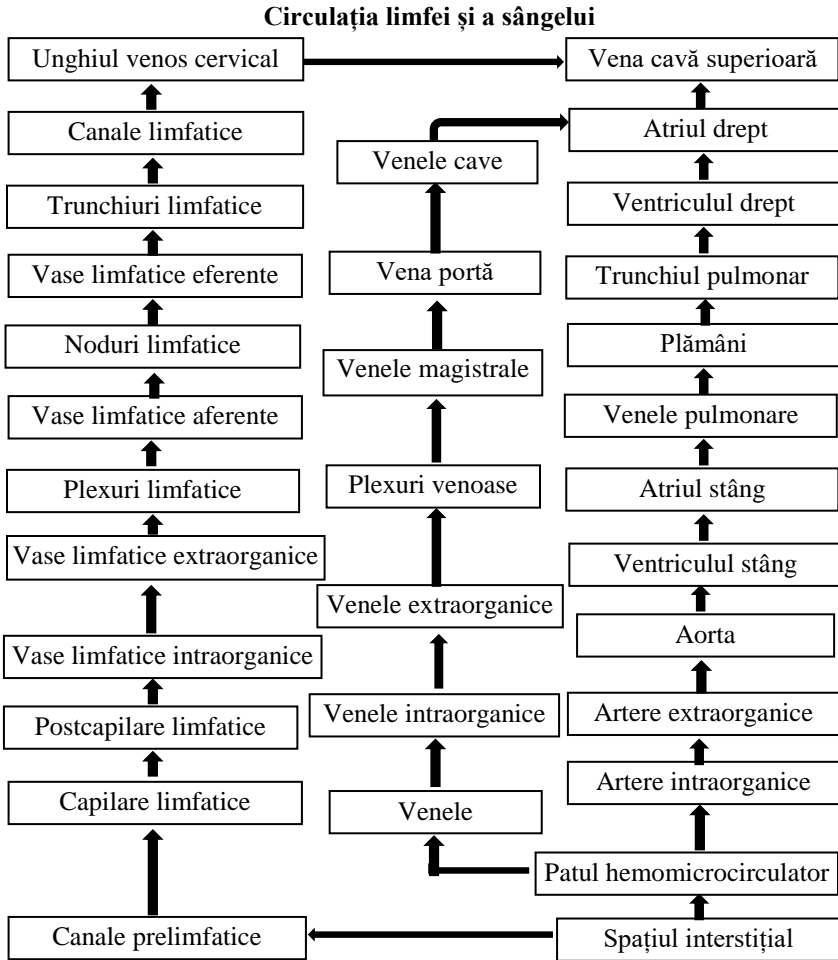 Circulația limfei și a sângelui
Unghiul venos cervical
Canale limfatice
Trunchiuri limfatice
Vase limfatice eferente
Noduri limfatice
Vase limfatice aferente
Plexuri limfatice
Vase limfatice extraorganice
Vase limfatice intraorganice
Postcapilare limfatice
Capilare limfatice
Canale prelimfatice
Venele cave
Vena portă
Venele magistrale
Plexuri venoase
Venele extraorganice
Venele intraorganice
Venele
Vena cavă superioară
Atriul drept
Ventriculul drept
Trunchiul pulmonar
Plămâni
Venele pulmonare
Atriul stâng
Ventriculul stâng
Aorta
Artere extraorganice
Artere intraorganice
Patul hemomicrocirculator
Spațiul interstițial